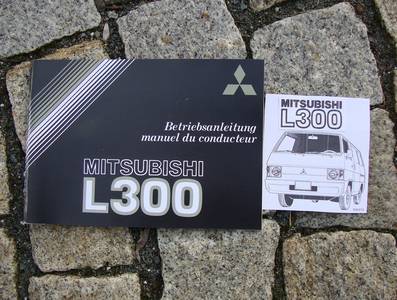 Betriebsanleitung
manuel du conducteur
MITSUBISHI
L300
MITSUBISHI
L300